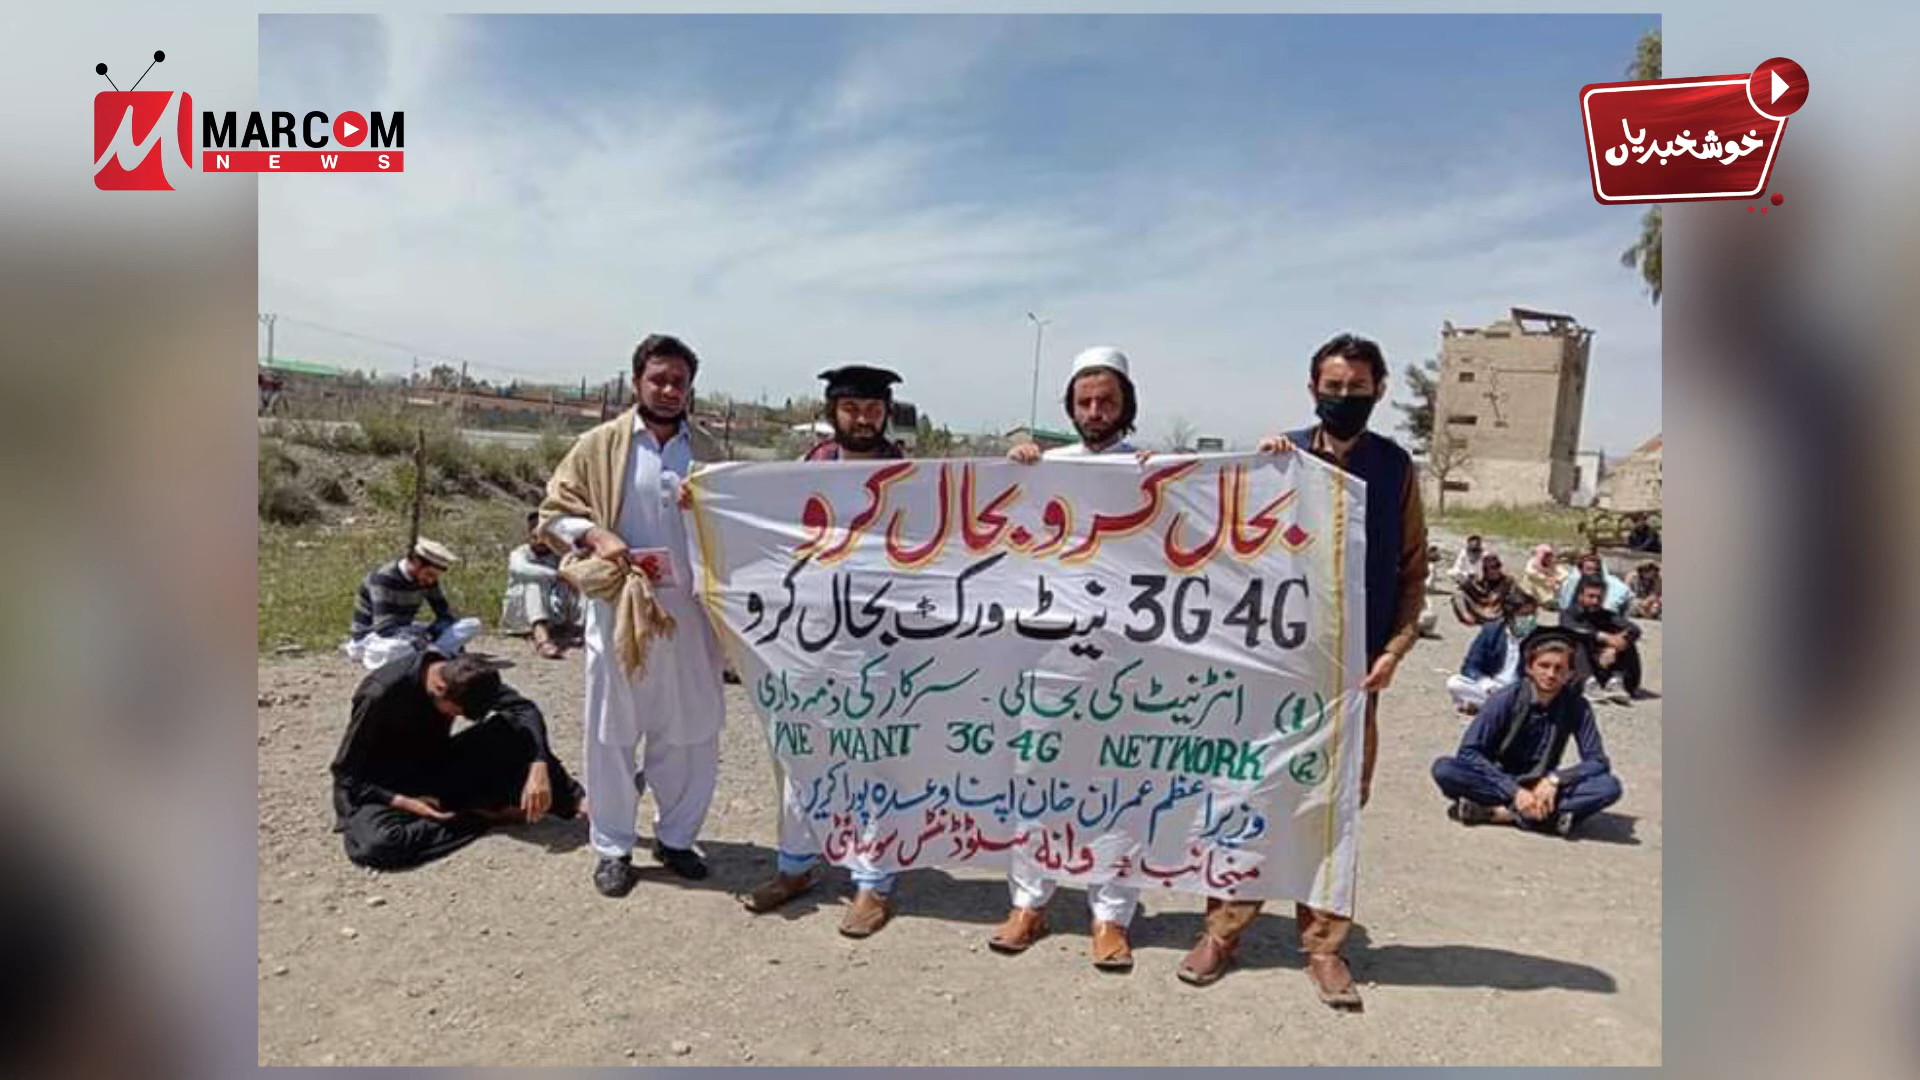 MARCOM
NEWS
خوشخبریاں
بحال کرو بحال کرو
3G 4G نیٹ ورک بحال کرو
(1) انٹرنیٹ کی بحالی - سرکار کی ذمہ داری
WE WANT 3G 4G NETWORK (2)
وزیراعظم عمران خان اپنا وعدہ پورا کریں
منجانب وانہ سٹوڈنٹس سوسائٹی